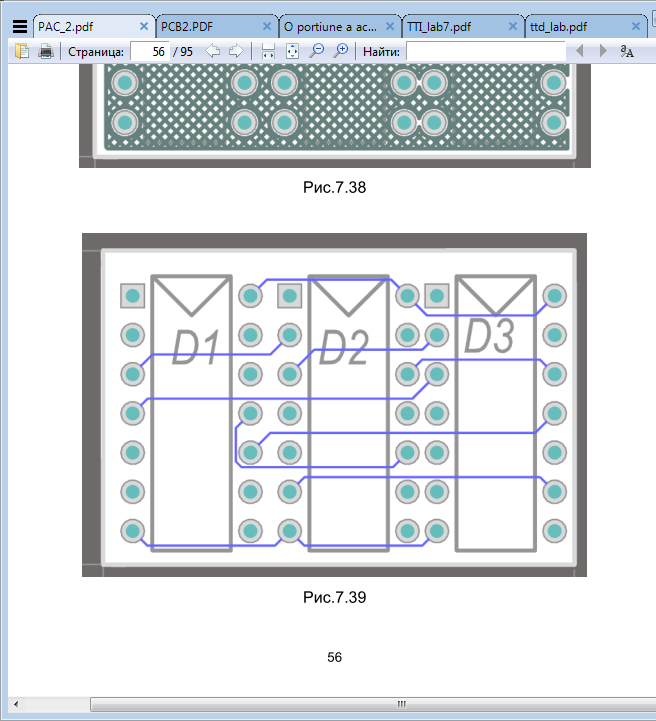 PAC_2.pdf PCB2.PDF O portiune a ac... TTI_lab7.pdf ttd_lab.pdf
Страница: 56 / 95 Найти:
Рис.7.38
D1 D2 D3
Рис.7.39
56